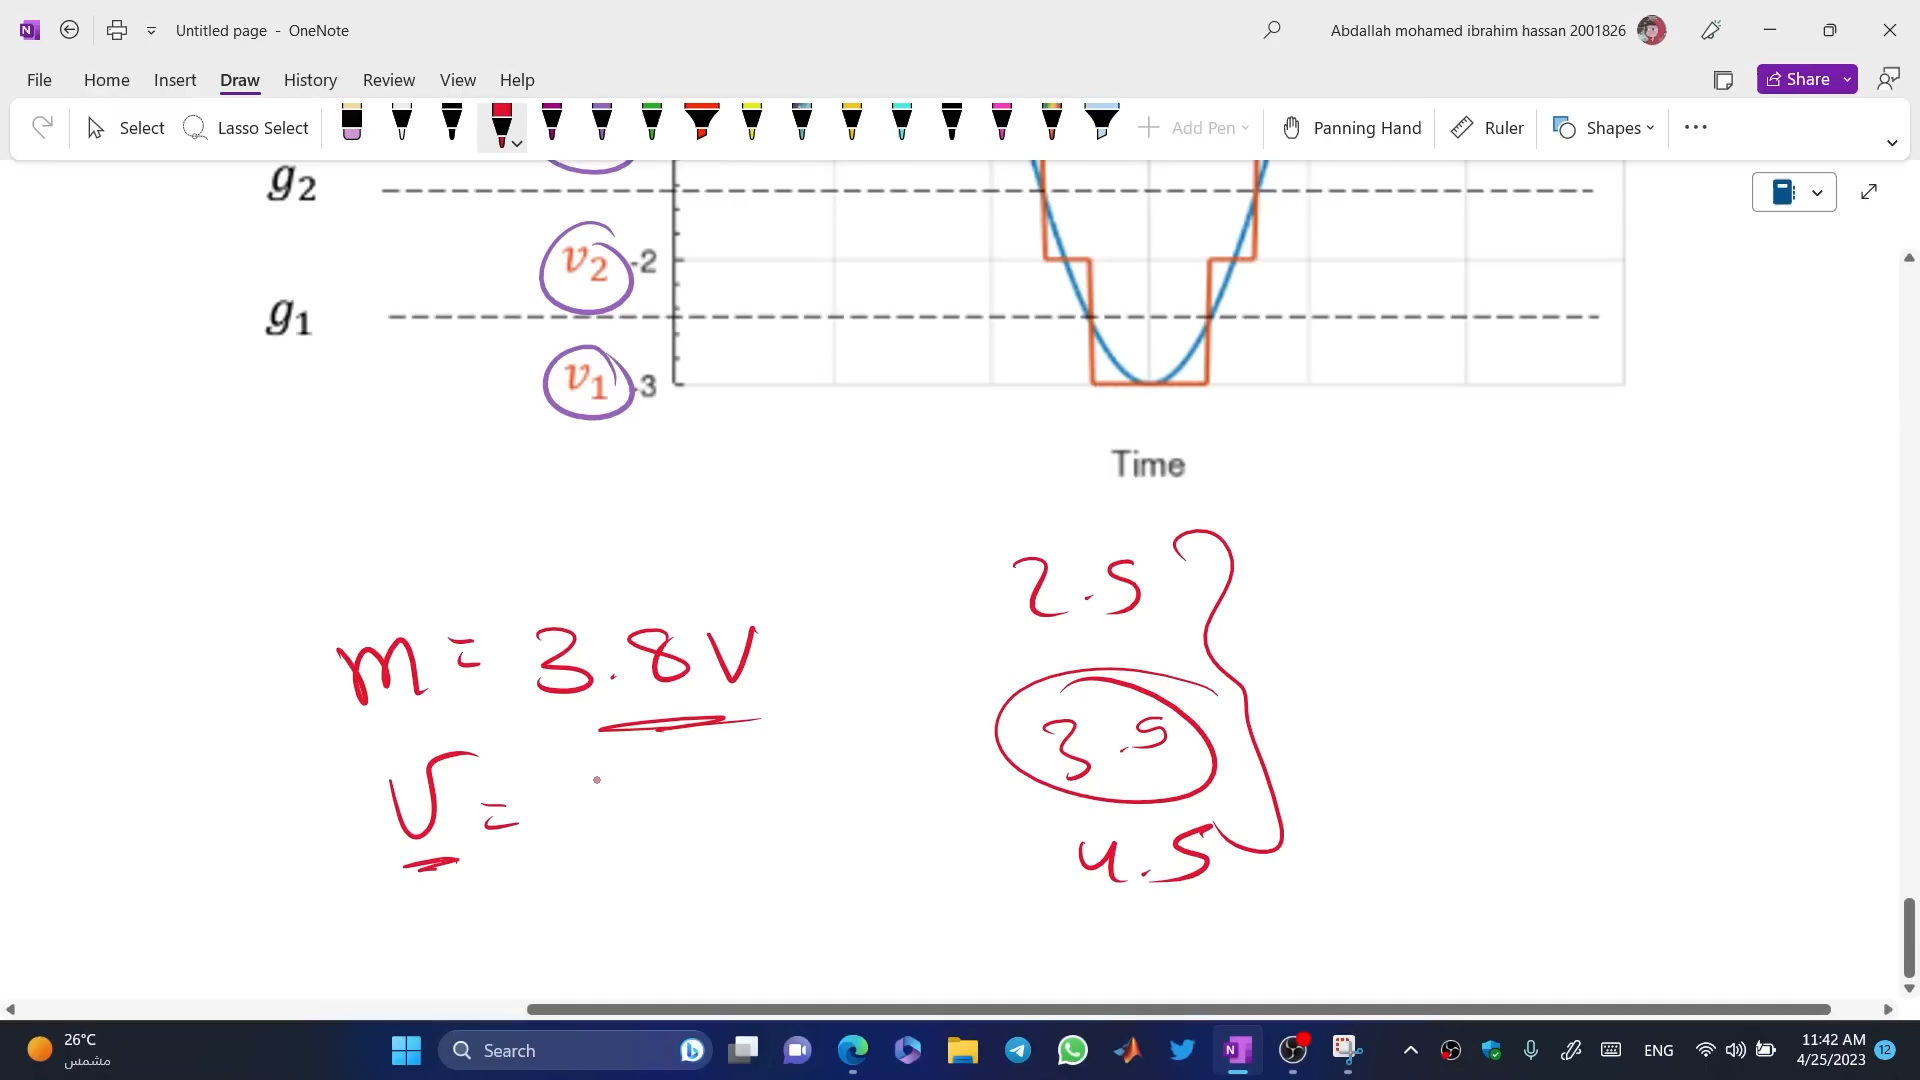 Untitled page - OneNote
Abdallah mohamed ibrahim hassan 2001826
File Home Insert Draw History Review View Help
Share
Select Lasso Select Add Pen Panning Hand Ruler Shapes
g₂
v₂ -2
g₁
v₁ -3
Time
2.5
m = 3.8 V
3.5
v =
4.5
26°C
مشمس
Search
ENG
11:42 AM
4/25/2023
12